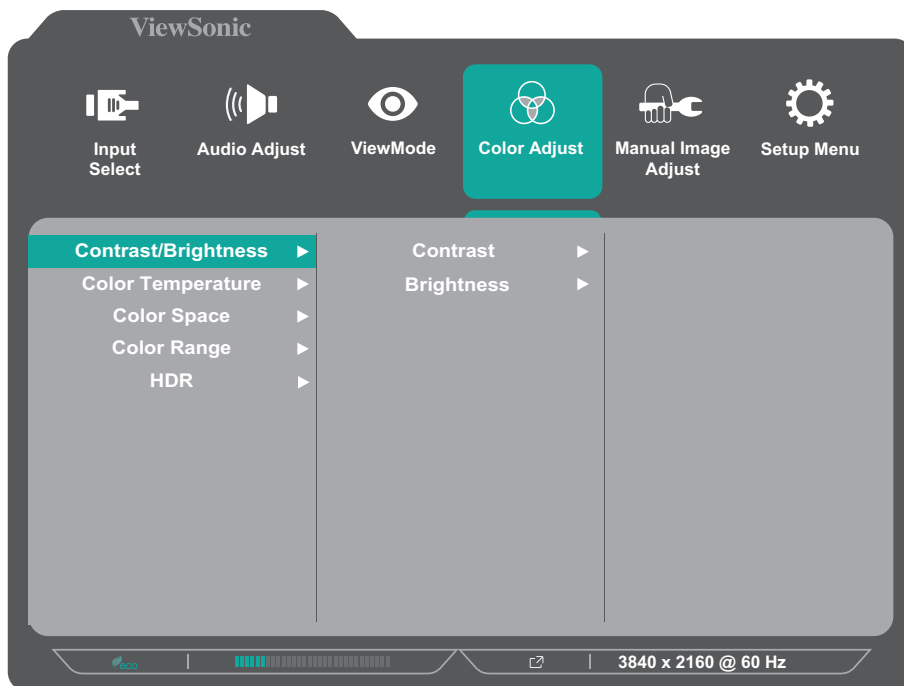 ViewSonic
Input Select
Audio Adjust
ViewMode
Color Adjust
Manual Image Adjust
Setup Menu
Contrast/Brightness
Contrast
Color Temperature
Brightness
Color Space
Color Range
HDR
eco
3840 x 2160 @ 60 Hz